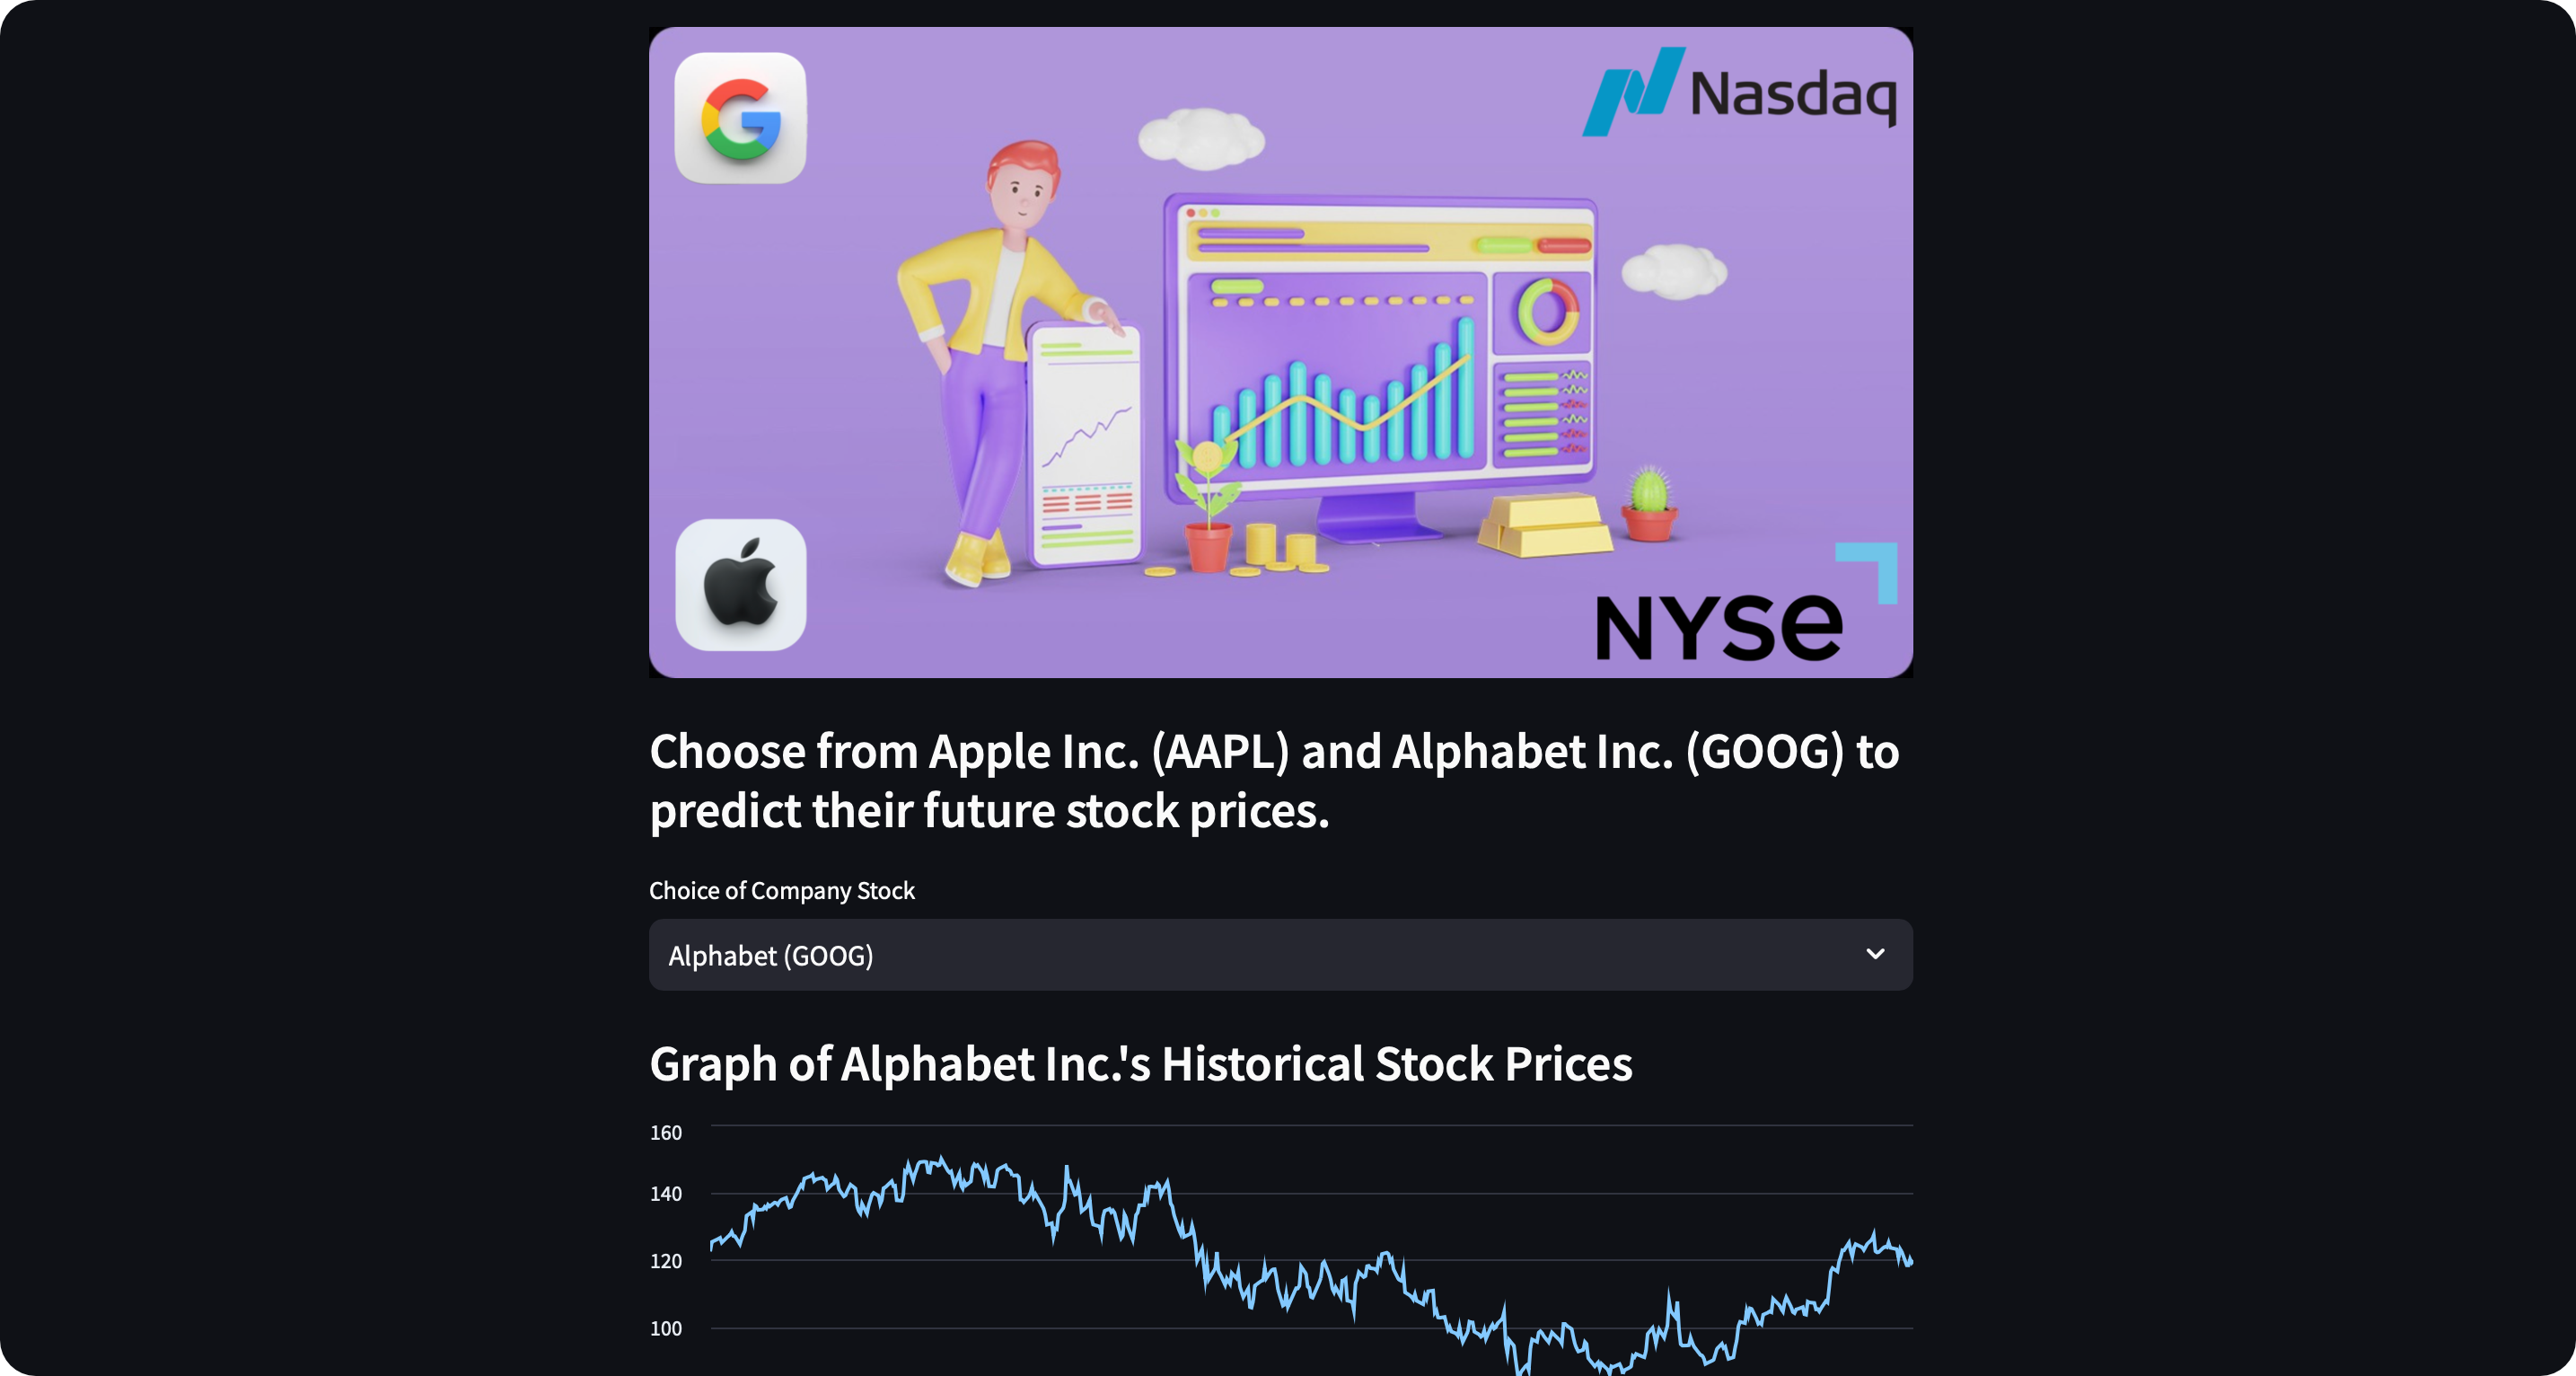 Nasdaq
NYSE
Choose from Apple Inc. (AAPL) and Alphabet Inc. (GOOG) to
predict their future stock prices.
Choice of Company Stock
Alphabet (GOOG)
Graph of Alphabet Inc.'s Historical Stock Prices
160
140
120
100